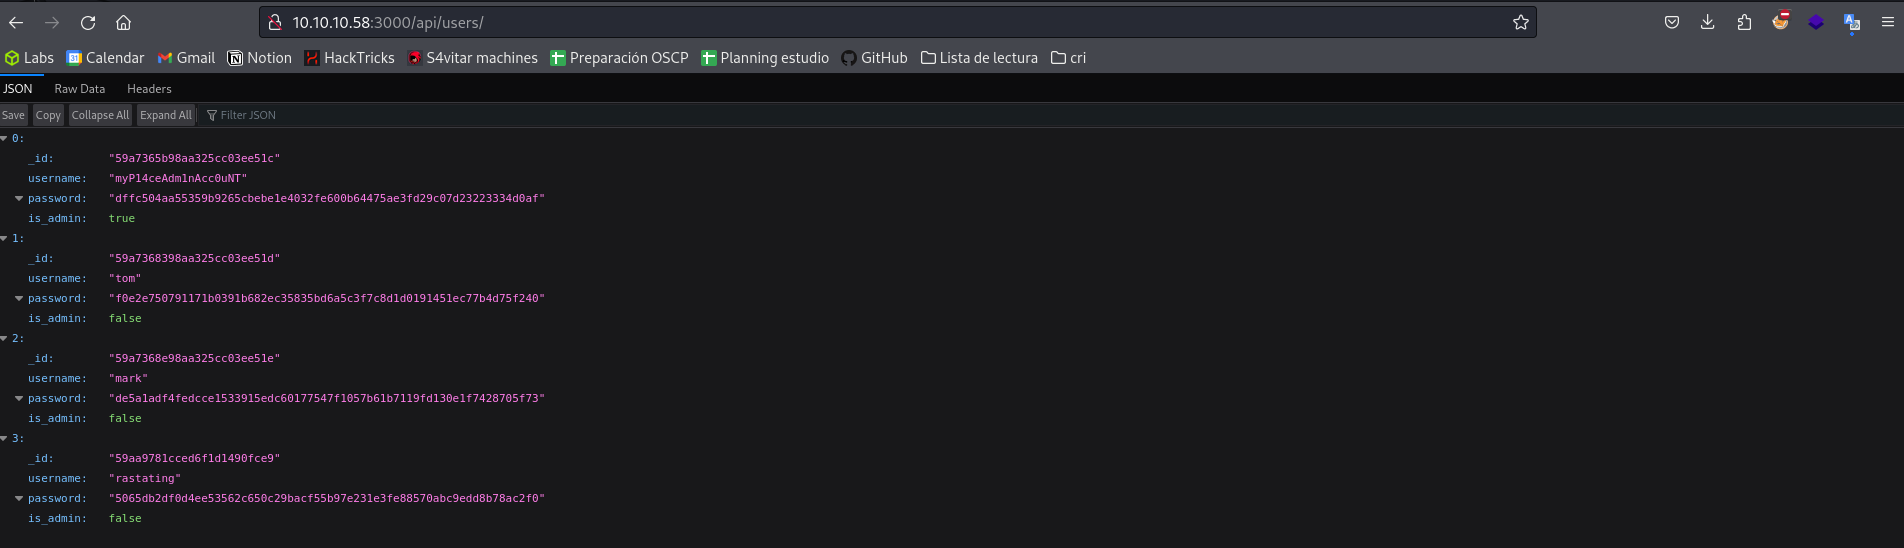 10.10.10.58:3000/api/users/
Labs Calendar Gmail Notion HackTricks S4vitar machines Preparación OSCP Planning estudio GitHub Lista de lectura cri
JSON Raw Data Headers
Save Copy Collapse All Expand All Filter JSON
0:
_id: "59a7365b98aa325cc03ee51c"
username: "myP14ceAdm1nAcc0uNT"
password: "dffc504aa55359b9265cbebe1e4032fe600b64475ae3fd29c07d23223334d0af"
is_admin: true
1:
_id: "59a7368398aa325cc03ee51d"
username: "tom"
password: "f0e2e750791171b0391b682ec35835bd6a5c3f7c8d1d0191451ec77b4d75f240"
is_admin: false
2:
_id: "59a7368e98aa325cc03ee51e"
username: "mark"
password: "de5a1adf4fedcce1533915edc60177547f1057b61b7119fd130e1f7428705f73"
is_admin: false
3:
_id: "59aa9781cced6f1d1490fce9"
username: "rastating"
password: "5065db2df0d4ee53562c650c29bacf55b97e231e3fe88570abc9edd8b78ac2f0"
is_admin: false